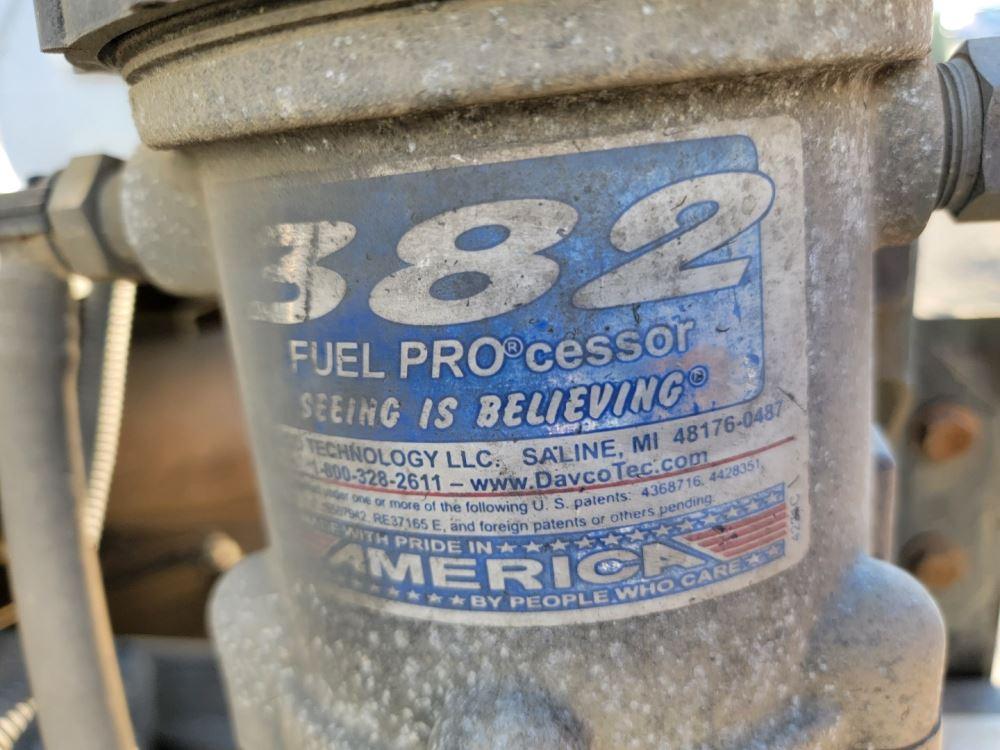 382
FUEL PRO®cessor
SEEING IS BELIEVING®
TECHNOLOGY LLC. SALINE, MI 48176-0487
1-800-328-2611 – www.DavcoTec.com
under one or more of the following U.S. patents: 4368716, 4428351,
RE37165 E, and foreign patents or others pending.
WITH PRIDE IN
AMERICA
BY PEOPLE WHO CARE